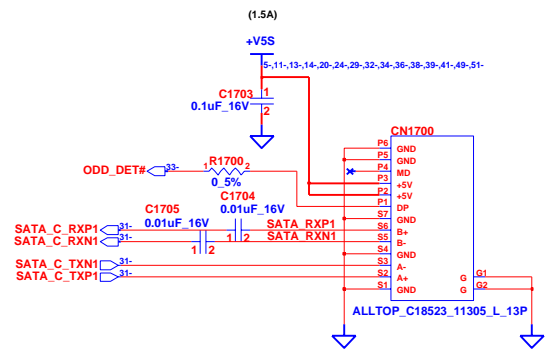 (1.5A)
+V5S
5-,11-,13-,14-,20-,24-,29-,32-,34-,36-,38-,39-,41-,49-,51-
C1703 1
0.1uF_16V 2
CN1700
P6 GND
P5 GND
P4 MD
P3 +5V
P2 +5V
P1 DP
S7 GND
S6 B+
S5 B-
S4 GND
S3 A-
S2 A+
S1 GND
G G1
G G2
ALLTOP_C18523_11305_L_13P
ODD_DET# 33- 1 R1700 2
0_5%
C1704
0.01uF_16V
C1705
0.01uF_16V
SATA_C_RXP1 31- 1 2 SATA_RXP1
SATA_C_RXN1 31- 1 2 SATA_RXN1
SATA_C_TXN1 31-
SATA_C_TXP1 31-